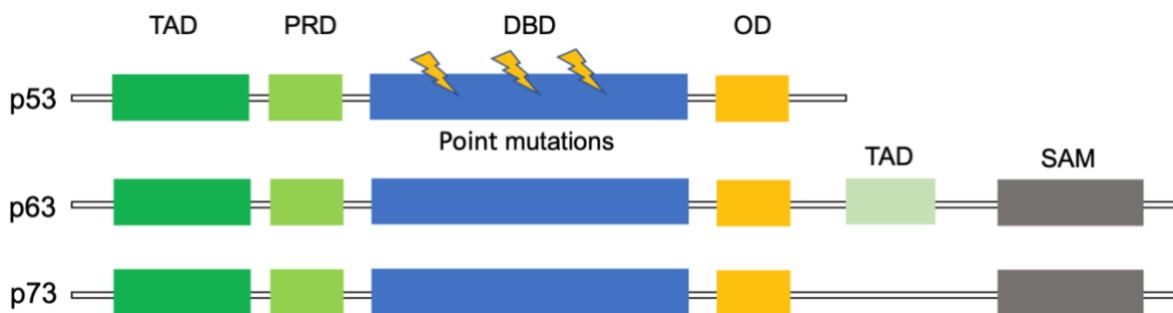 TAD PRD DBD OD
p53
Point mutations
TAD SAM
p63
p73